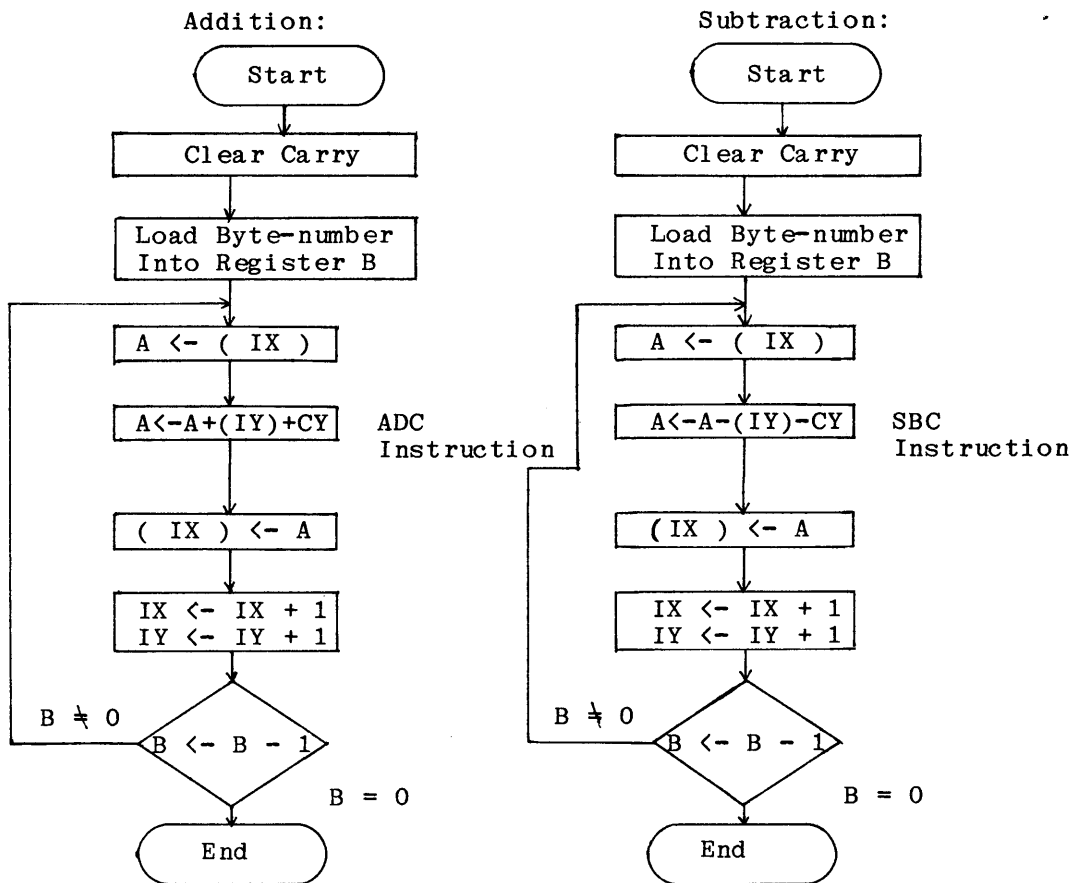 Addition:
Start
Clear Carry
Load Byte-number
Into Register B
A <- ( IX )
A<-A+(IY)+CY
ADC
Instruction
( IX ) <- A
IX <- IX + 1
IY <- IY + 1
B ≠ 0
B <- B - 1
B = 0
End
Subtraction:
Start
Clear Carry
Load Byte-number
Into Register B
A <- ( IX )
A<-A-(IY)-CY
SBC
Instruction
(IX ) <- A
IX <- IX + 1
IY <- IY + 1
B ≠ 0
B <- B - 1
B = 0
End